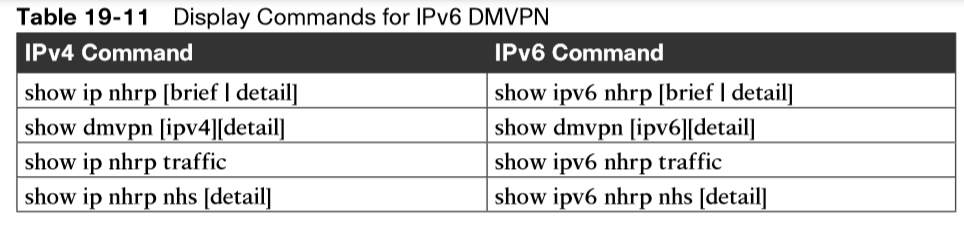 Table 19-11 Display Commands for IPv6 DMVPN
IPv4 Command IPv6 Command
show ip nhrp [brief | detail] show ipv6 nhrp [brief | detail]
show dmvpn [ipv4][detail] show dmvpn [ipv6][detail]
show ip nhrp traffic show ipv6 nhrp traffic
show ip nhrp nhs [detail] show ipv6 nhrp nhs [detail]